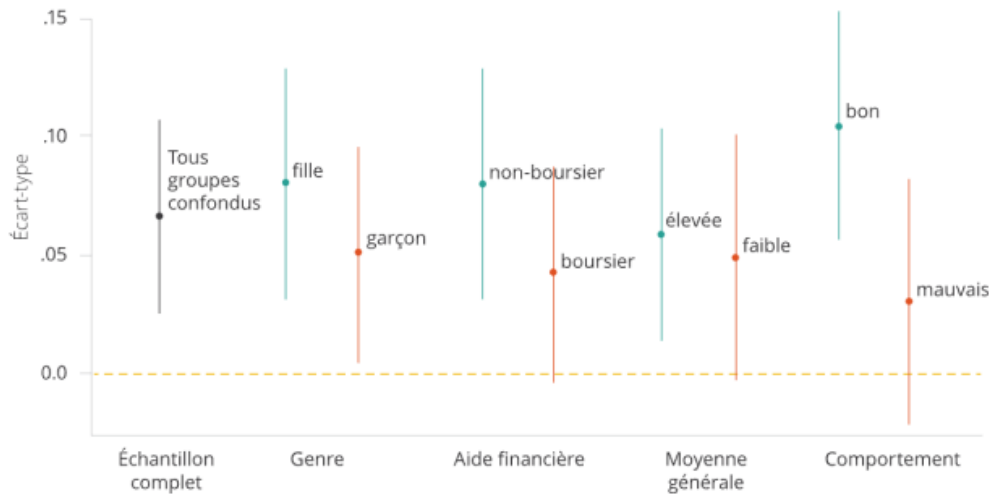 .15
.10
.05
0.0
Écart-type
Tous
groupes
confondus
fille
garçon
non-boursier
boursier
élevée
faible
bon
mauvais
Échantillon
complet
Genre
Aide financière
Moyenne
générale
Comportement